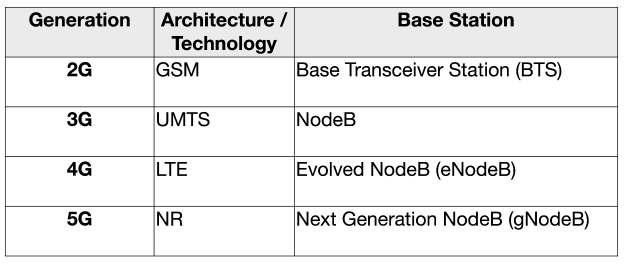 Generation Architecture / Technology Base Station
2G GSM Base Transceiver Station (BTS)
3G UMTS NodeB
4G LTE Evolved NodeB (eNodeB)
5G NR Next Generation NodeB (gNodeB)